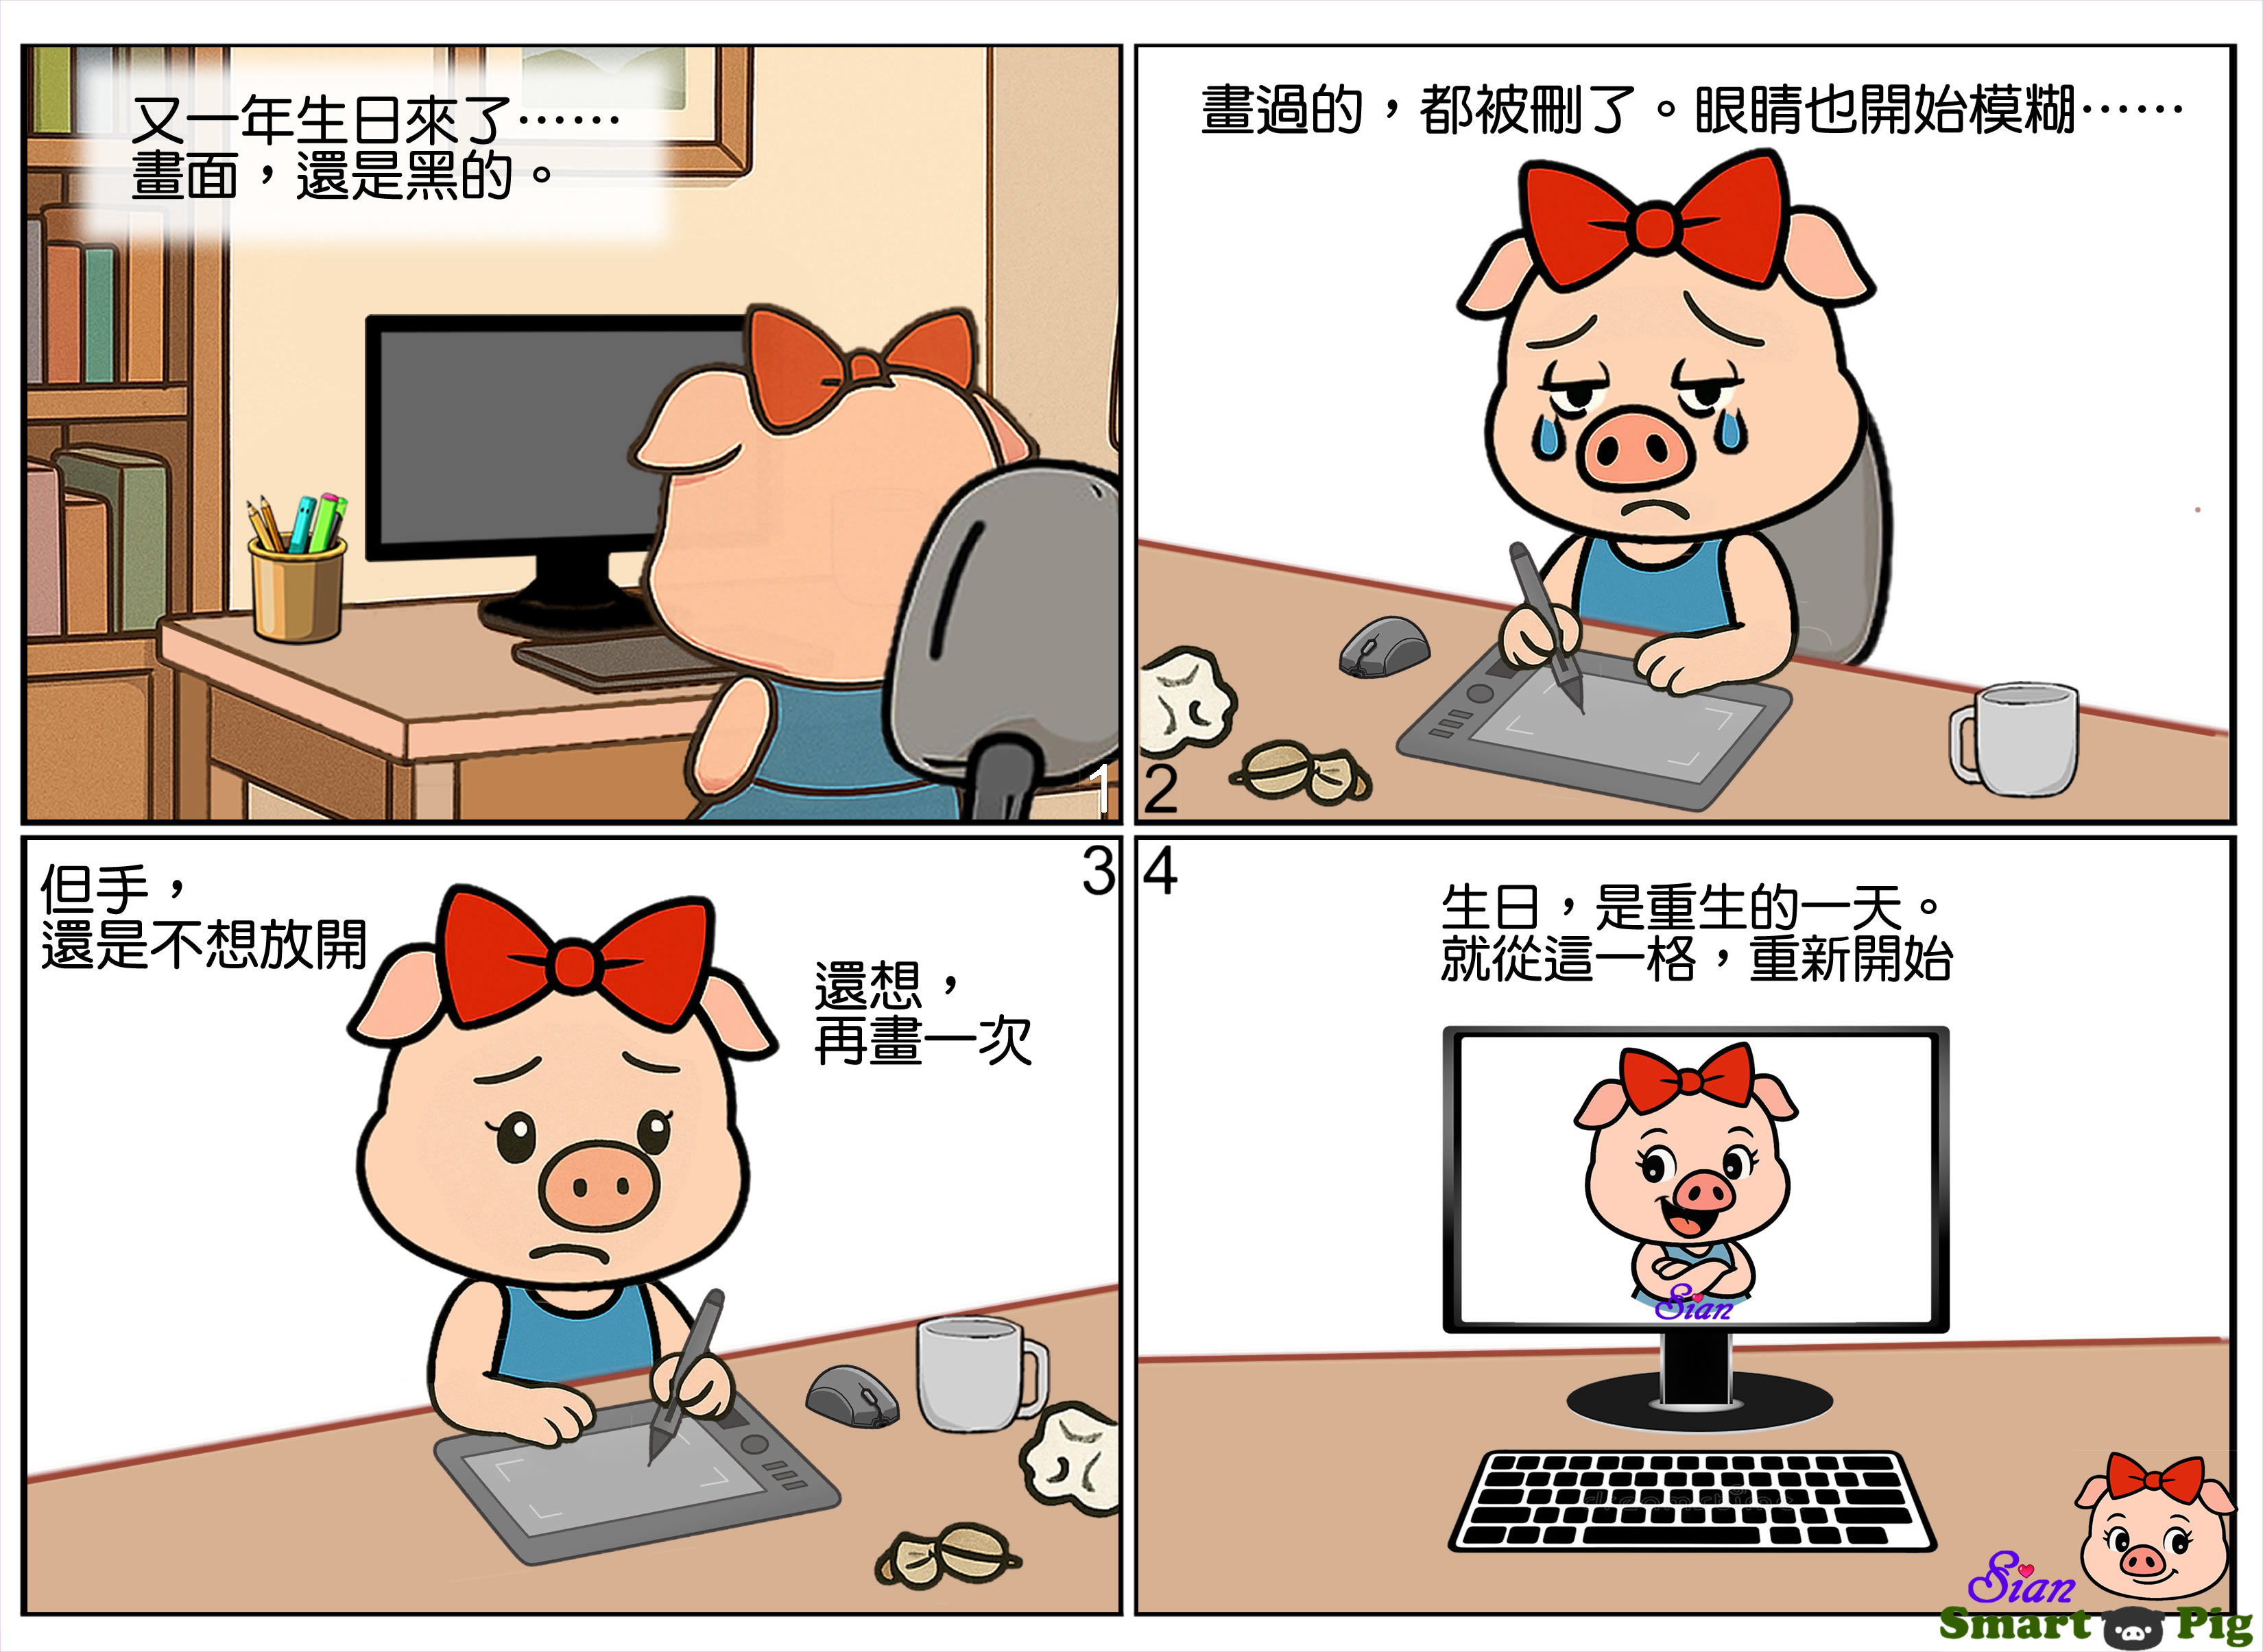 又一年生日來了……
畫面，還是黑的。
1
畫過的，都被刪了。眼睛也開始模糊……
2
但手，
還是不想放開
還想，
再畫一次
3
4
生日，是重生的一天。
就從這一格，重新開始
Sian
Sian
Smart Pig